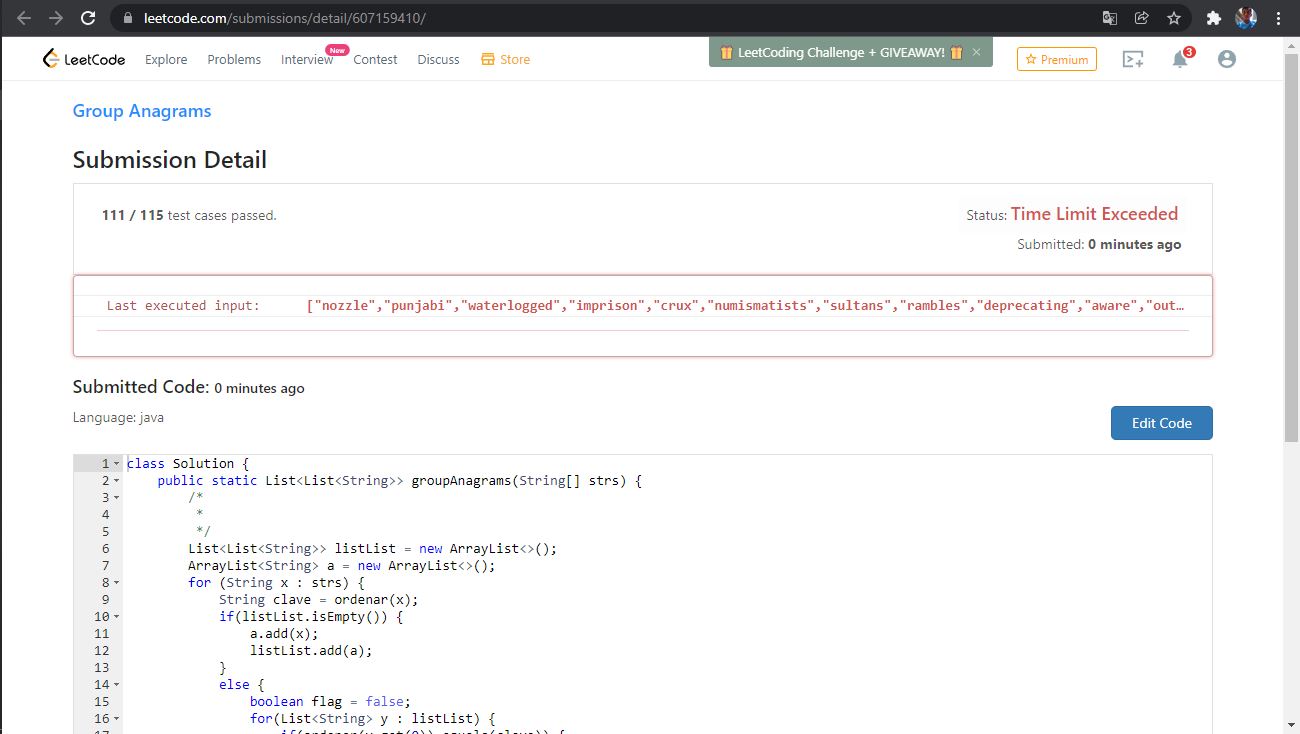 leetcode.com/submissions/detail/607159410/
LeetCode Explore Problems Interview New Contest Discuss Store LeetCoding Challenge + GIVEAWAY! × Premium 3
Group Anagrams
Submission Detail
111 / 115 test cases passed. Status: Time Limit Exceeded
Submitted: 0 minutes ago
Last executed input: ["nozzle","punjabi","waterlogged","imprison","crux","numismatists","sultans","rambles","deprecating","aware","out…
Submitted Code: 0 minutes ago
Language: java Edit Code
1 class Solution {
2 public static List<List<String>> groupAnagrams(String[] strs) {
3 /*
4 *
5 */
6 List<List<String>> listList = new ArrayList<>();
7 ArrayList<String> a = new ArrayList<>();
8 for (String x : strs) {
9 String clave = ordenar(x);
10 if(listList.isEmpty()) {
11 a.add(x);
12 listList.add(a);
13 }
14 else {
15 boolean flag = false;
16 for(List<String> y : listList) {